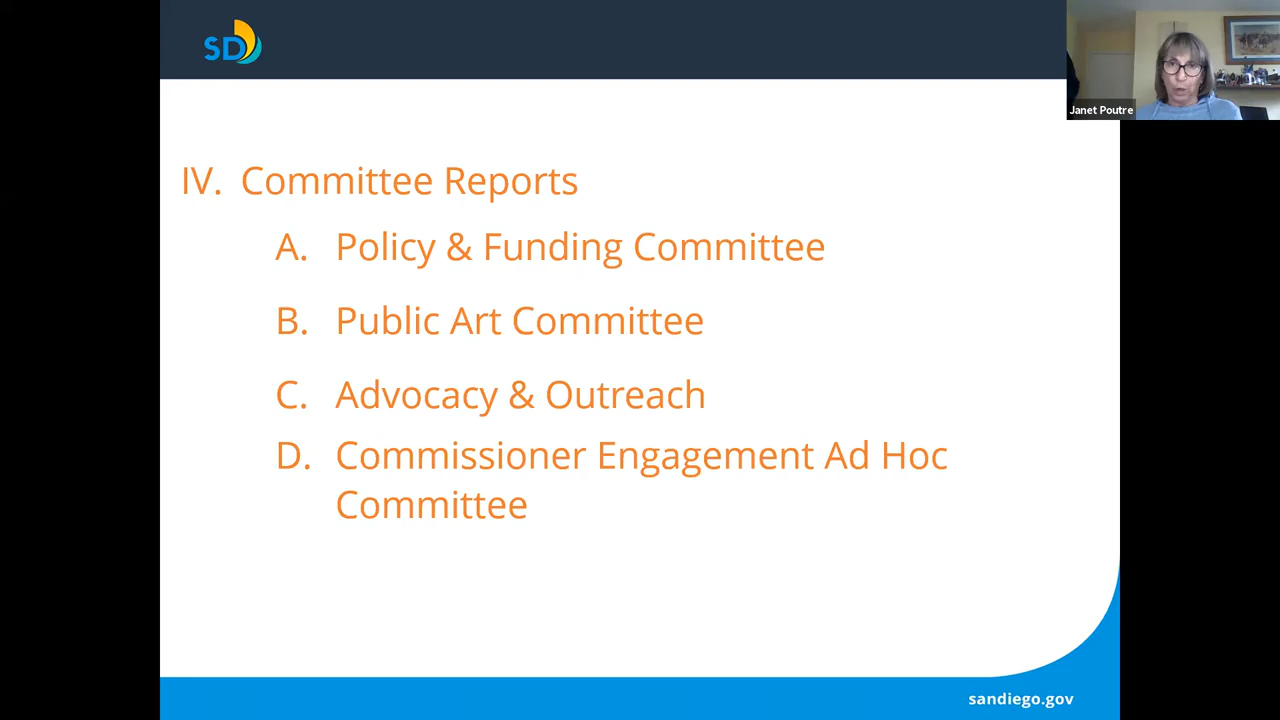 SD
Janet Poutre
IV. Committee Reports
A. Policy & Funding Committee
B. Public Art Committee
C. Advocacy & Outreach
D. Commissioner Engagement Ad Hoc
Committee
sandiego.gov